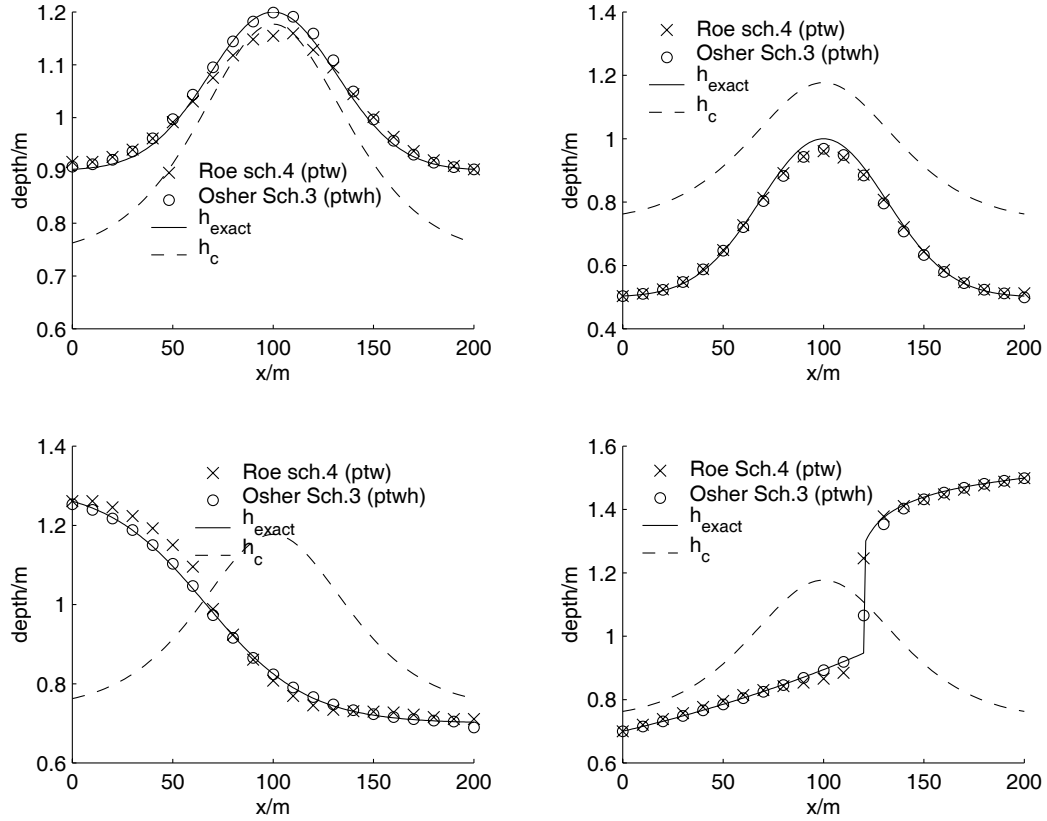 1.2
1.1
1
0.9
0.8
0.7
0.6
depth/m
Roe sch.4 (ptw)
Osher Sch.3 (ptwh)
h_exact
h_c
0 50 100 150 200
x/m
1.4
1.2
1
0.8
0.6
0.4
depth/m
Roe sch.4 (ptw)
Osher Sch.3 (ptwh)
h_exact
h_c
0 50 100 150 200
x/m
1.4
1.2
1.0
0.8
0.6
depth/m
Roe sch.4 (ptw)
Osher Sch.3 (ptwh)
h_exact
h_c
0 50 100 150 200
x/m
1.6
1.4
1.2
1
0.8
0.6
depth/m
Roe Sch.4 (ptw)
Osher Sch.3 (ptwh)
h_exact
h_c
0 50 100 150 200
x/m